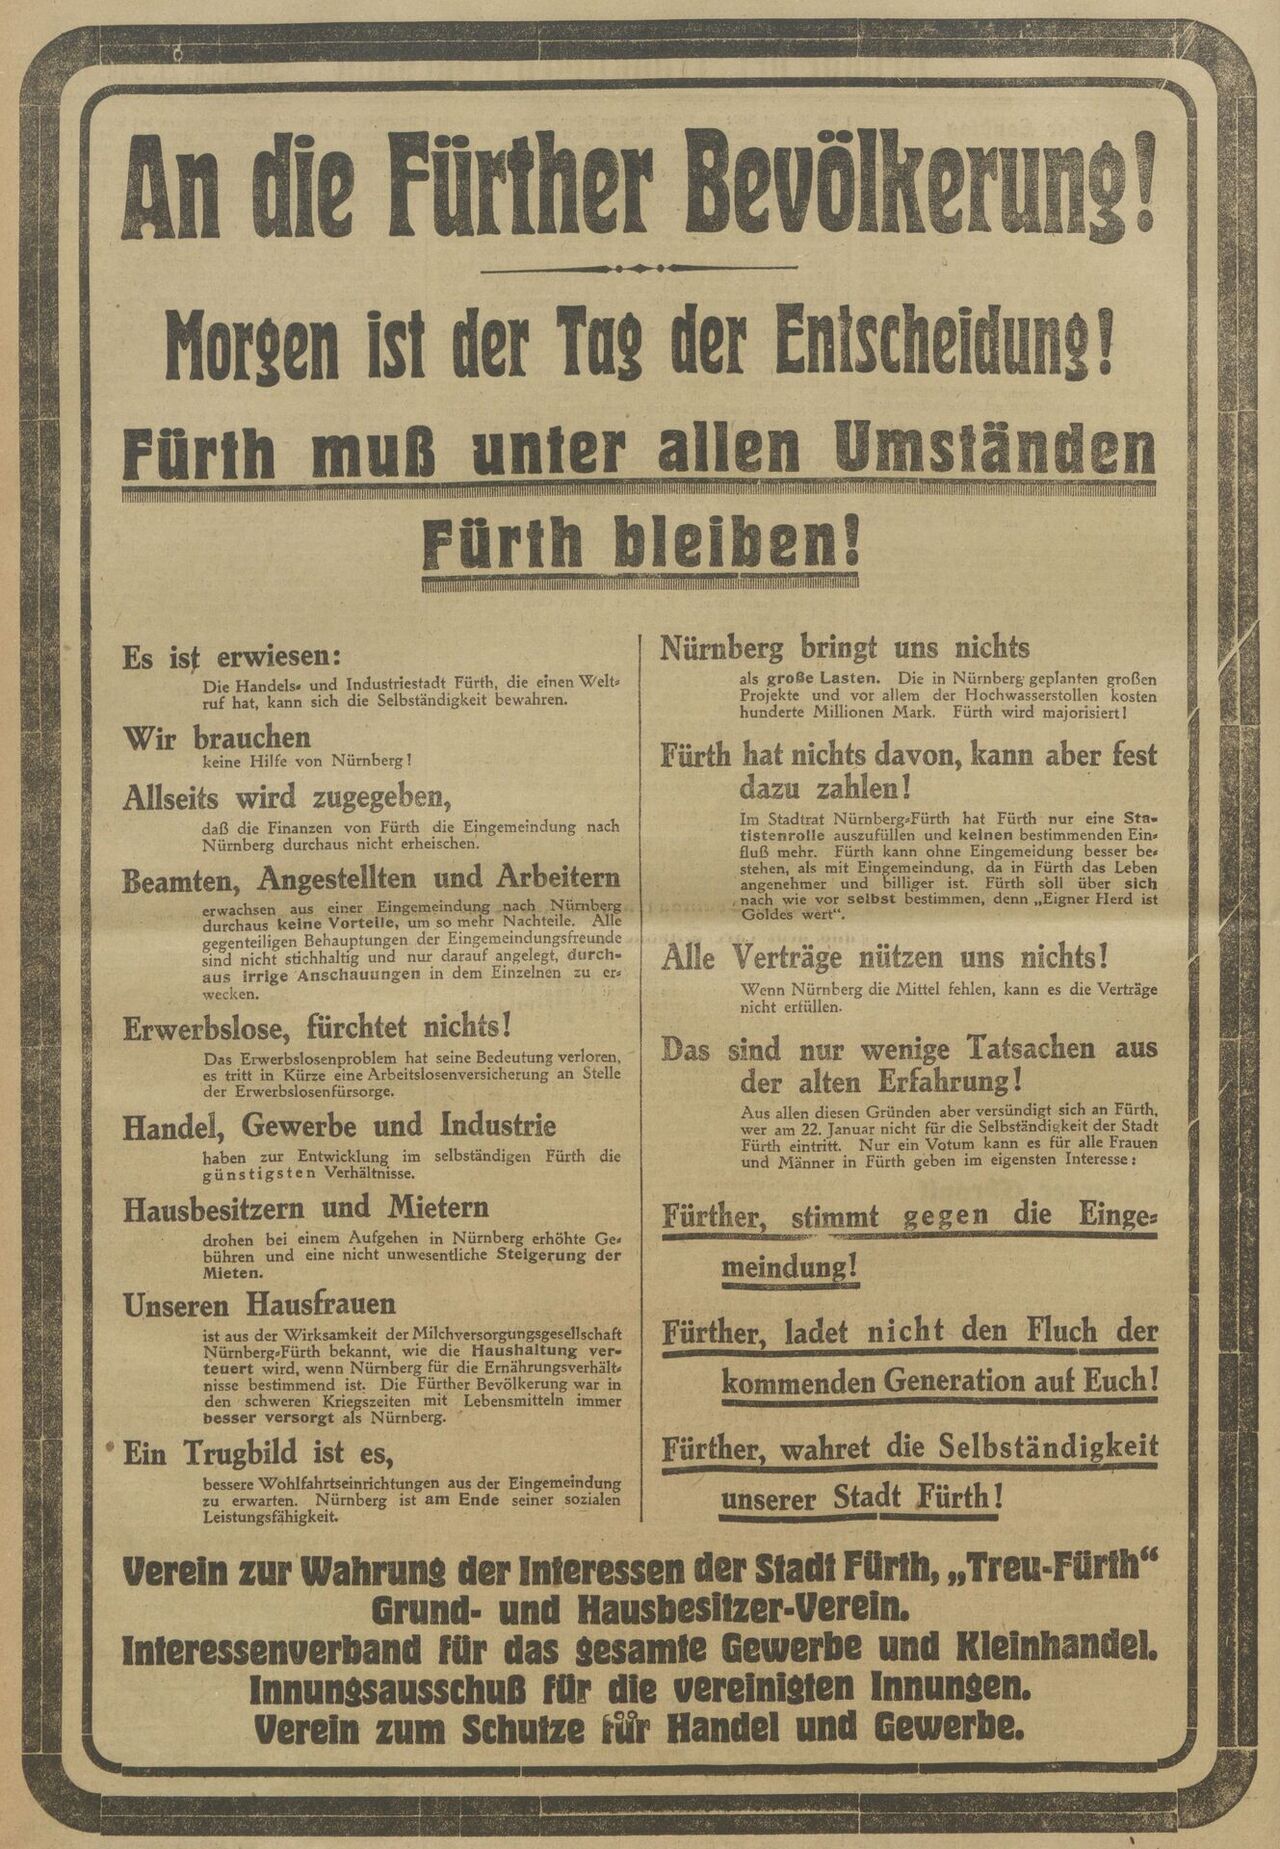 An die Fürther Bevölkerung!
Morgen ist der Tag der Entscheidung!
Fürth muß unter allen Umständen
Fürth bleiben!
Es ist erwiesen:
Die Handels- und Industriestadt Fürth, die einen Welt-
ruf hat, kann sich die Selbständigkeit bewahren.
Wir brauchen
keine Hilfe von Nürnberg!
Allseits wird zugegeben,
daß die Finanzen von Fürth die Eingemeindung nach
Nürnberg durchaus nicht erheischen.
Beamten, Angestellten und Arbeitern
erwachsen aus einer Eingemeindung nach Nürnberg
durchaus keine Vorteile, um so mehr Nachteile. Alle
gegenteiligen Behauptungen der Eingemeindungsfreunde
sind nicht stichhaltig und nur darauf angelegt, durch-
aus irrige Anschauungen in dem Einzelnen zu er-
wecken.
Erwerbslose, fürchtet nichts!
Das Erwerbslosenproblem hat seine Bedeutung verloren,
es tritt in Kürze eine Arbeitslosenversicherung an Stelle
der Erwerbslosenfürsorge.
Handel, Gewerbe und Industrie
haben zur Entwicklung im selbständigen Fürth die
günstigsten Verhältnisse.
Hausbesitzern und Mietern
drohen bei einem Aufgehen in Nürnberg erhöhte Ge-
bühren und eine nicht unwesentliche Steigerung der
Mieten.
Unseren Hausfrauen
ist aus der Wirksamkeit der Milchversorgungsgesellschaft
Nürnberg-Fürth bekannt, wie die Haushaltung ver-
teuert wird, wenn Nürnberg für die Ernährungsverhält-
nisse bestimmend ist. Die Fürther Bevölkerung war in
den schweren Kriegszeiten mit Lebensmitteln immer
besser versorgt als Nürnberg.
Ein Trugbild ist es,
bessere Wohlfahrtseinrichtungen aus der Eingemeindung
zu erwarten. Nürnberg ist am Ende seiner sozialen
Leistungsfähigkeit.
Nürnberg bringt uns nichts
als große Lasten. Die in Nürnberg geplanten großen
Projekte und vor allem der Hochwasserstollen kosten
hunderte Millionen Mark. Fürth wird majorisiert!
Fürth hat nichts davon, kann aber fest
dazu zahlen!
Im Stadtrat Nürnberg-Fürth hat Fürth nur eine Sta-
tistenrolle auszufüllen und keinen bestimmenden Ein-
fluß mehr. Fürth kann ohne Eingemeidung besser be-
stehen, als mit Eingemeindung, da in Fürth das Leben
angenehmer und billiger ist. Fürth soll über sich
nach wie vor selbst bestimmen, denn „Eigner Herd ist
Goldes wert“.
Alle Verträge nützen uns nichts!
Wenn Nürnberg die Mittel fehlen, kann es die Verträge
nicht erfüllen.
Das sind nur wenige Tatsachen aus
der alten Erfahrung!
Aus allen diesen Gründen aber versündigt sich an Fürth,
wer am 22. Januar nicht für die Selbständigkeit der Stadt
Fürth eintritt. Nur ein Votum kann es für alle Frauen
und Männer in Fürth geben im eigensten Interesse:
Fürther, stimmt gegen die Einge-
meindung!
Fürther, ladet nicht den Fluch der
kommenden Generation auf Euch!
Fürther, wahret die Selbständigkeit
unserer Stadt Fürth!
Verein zur Wahrung der Interessen der Stadt Fürth, „Treu-Fürth“
Grund- und Hausbesitzer-Verein.
Interessenverband für das gesamte Gewerbe und Kleinhandel.
Innungsausschuß für die vereinigten Innungen.
Verein zum Schutze für Handel und Gewerbe.